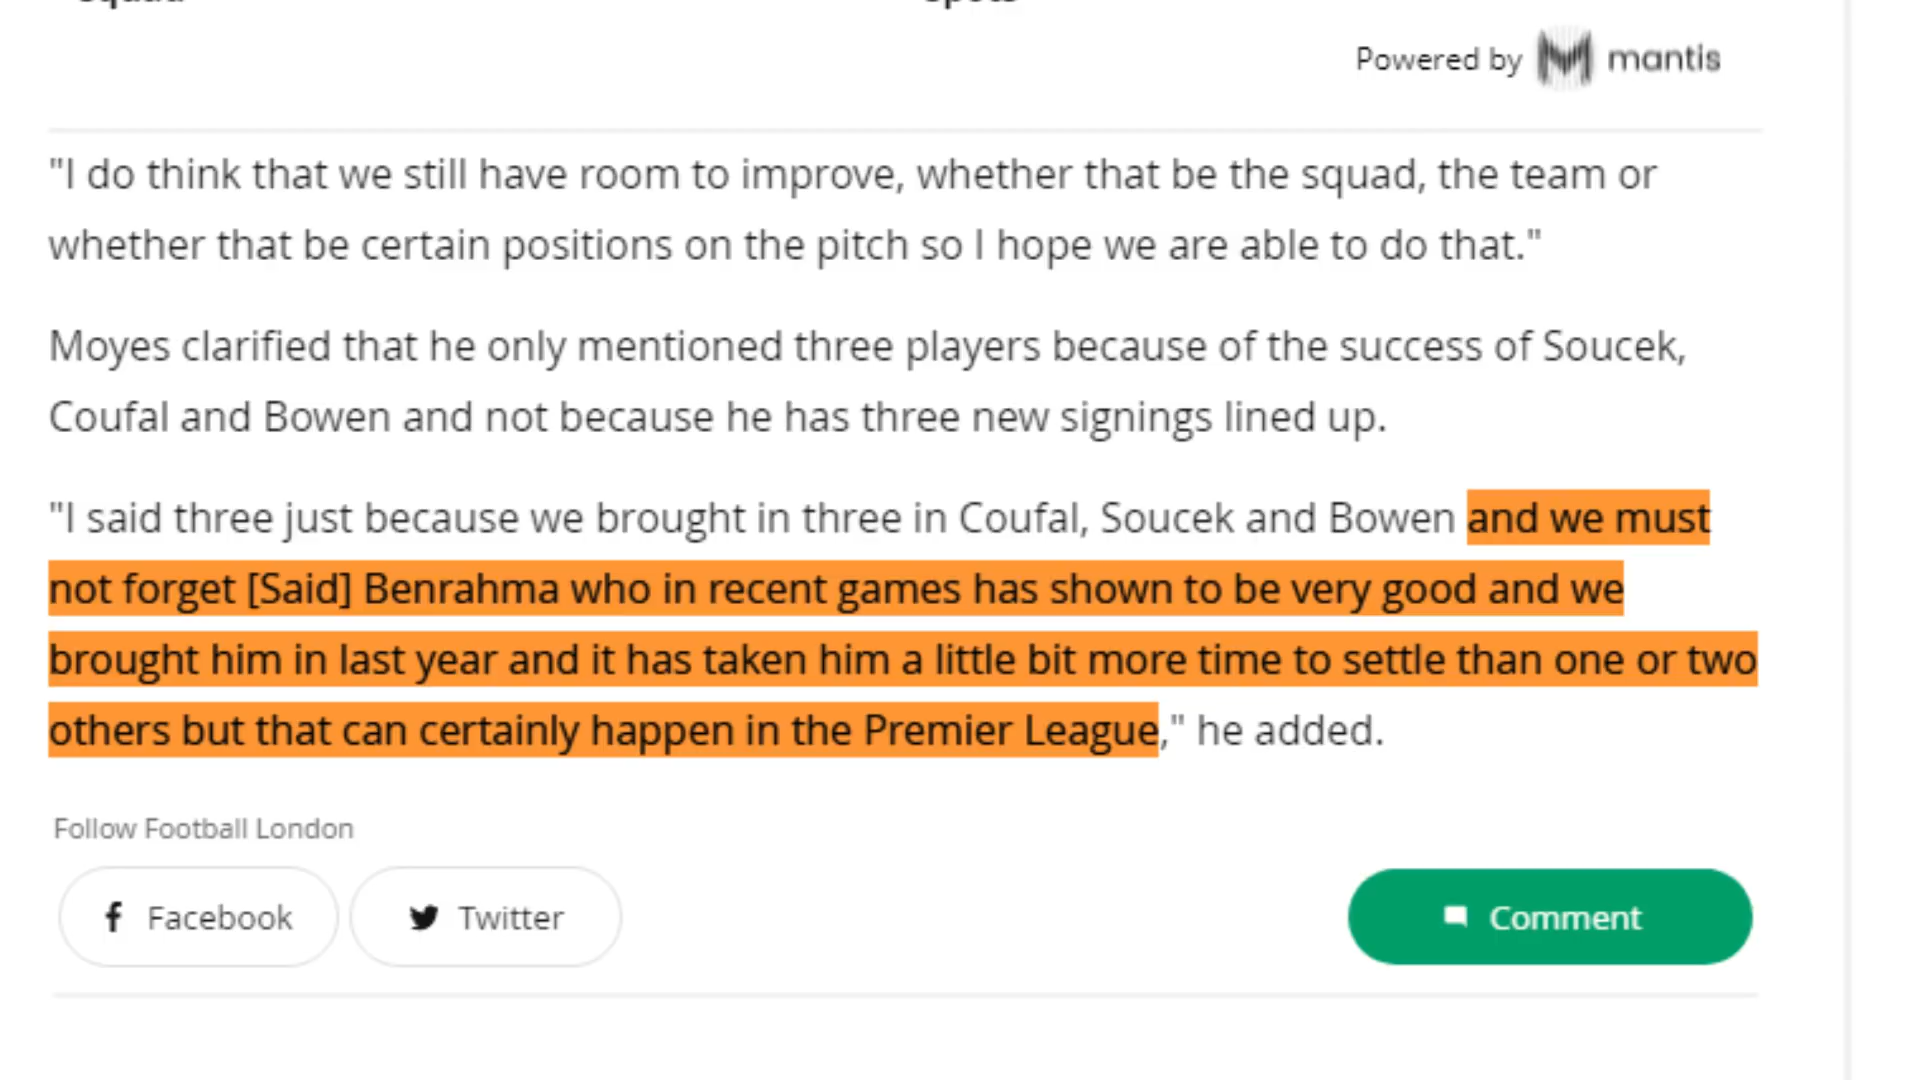 Powered by mantis
"I do think that we still have room to improve, whether that be the squad, the team or
whether that be certain positions on the pitch so I hope we are able to do that."
Moyes clarified that he only mentioned three players because of the success of Soucek,
Coufal and Bowen and not because he has three new signings lined up.
"I said three just because we brought in three in Coufal, Soucek and Bowen and we must
not forget [Said] Benrahma who in recent games has shown to be very good and we
brought him in last year and it has taken him a little bit more time to settle than one or two
others but that can certainly happen in the Premier League," he added.
Follow Football London
Facebook Twitter Comment